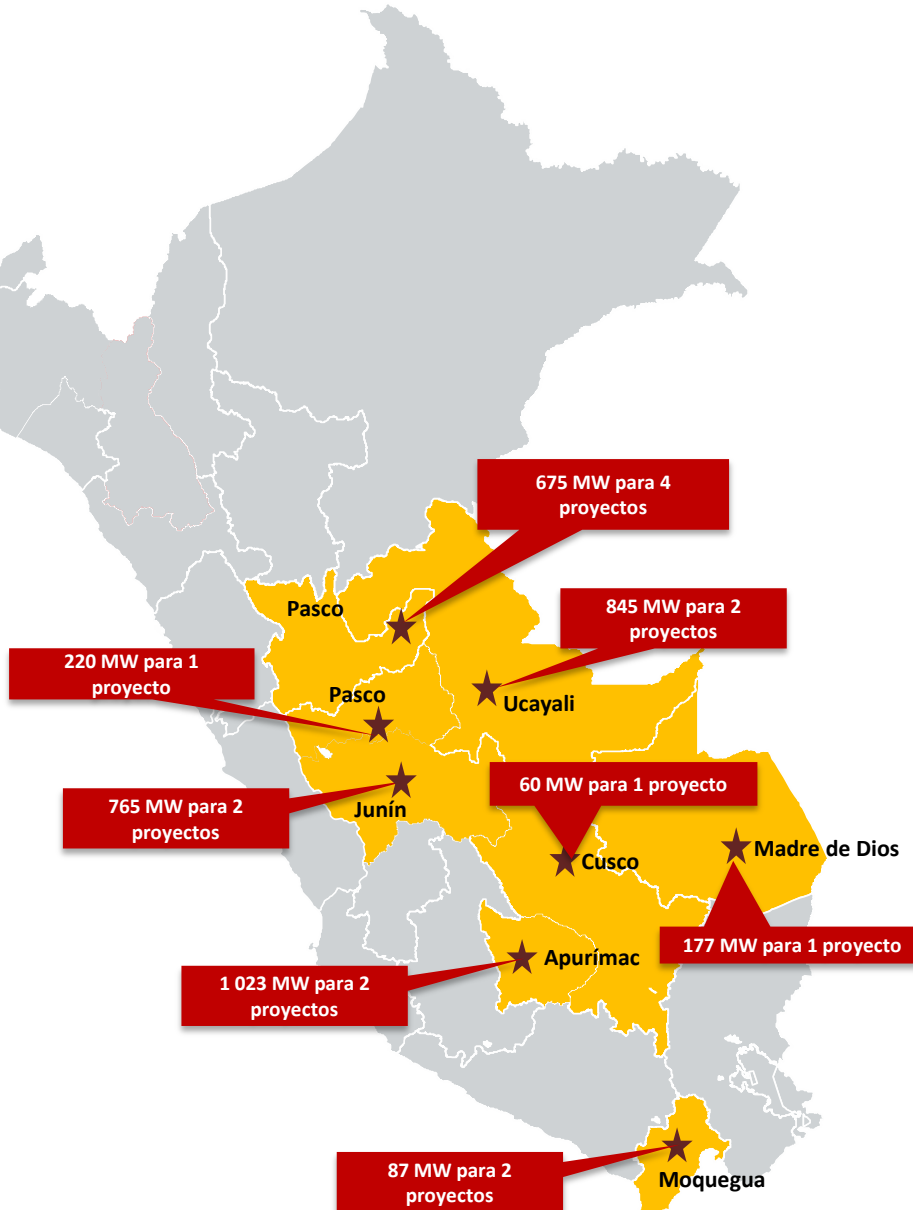 675 MW para 4
proyectos
Pasco
845 MW para 2
proyectos
220 MW para 1
proyecto
Pasco
Ucayali
60 MW para 1 proyecto
765 MW para 2
proyectos
Junín
Cusco
Madre de Dios
177 MW para 1 proyecto
Apurímac
1 023 MW para 2
proyectos
87 MW para 2
proyectos
Moquegua